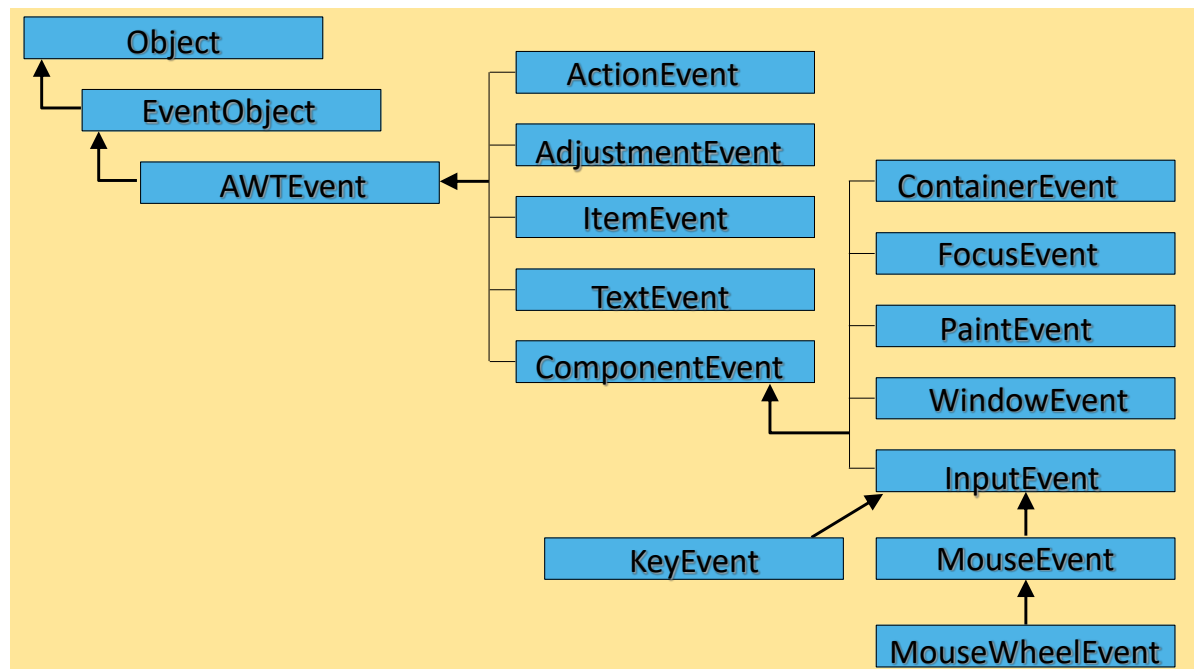 Object
EventObject
AWTEvent
ActionEvent
AdjustmentEvent
ItemEvent
TextEvent
ComponentEvent
ContainerEvent
FocusEvent
PaintEvent
WindowEvent
InputEvent
KeyEvent
MouseEvent
MouseWheelEvent